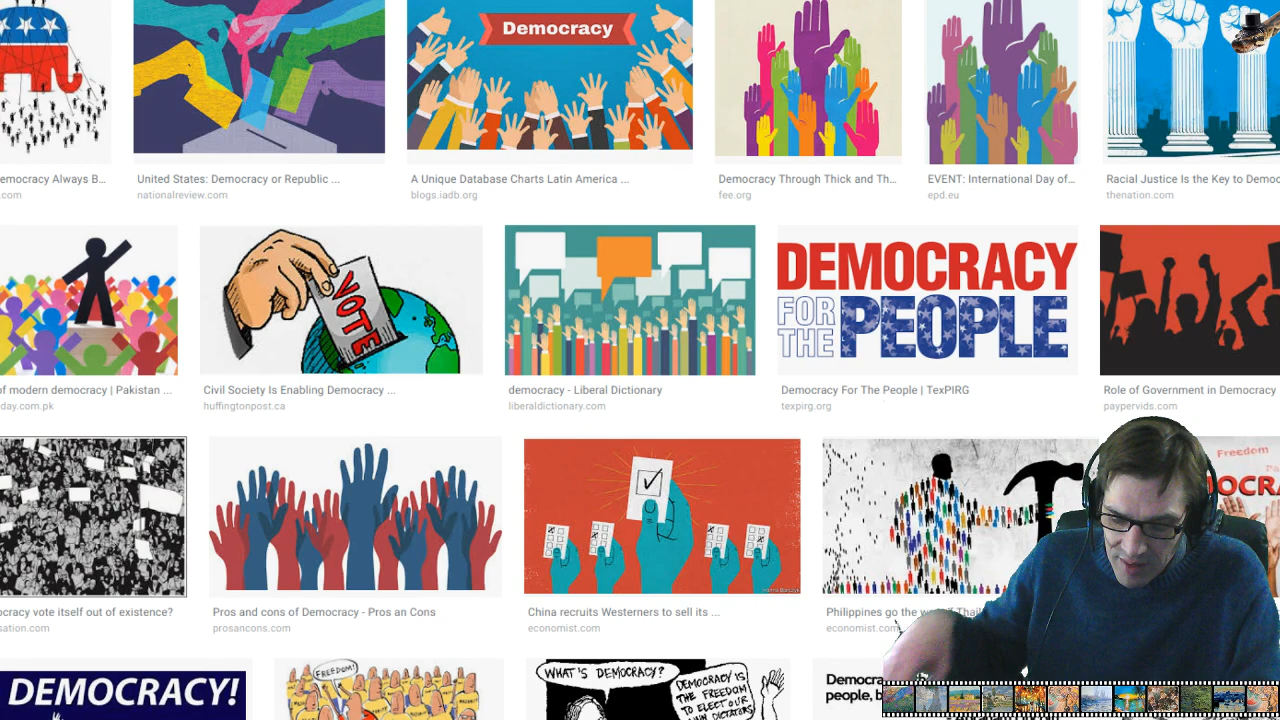 Democracy
emocracy Always B...
.com
United States: Democracy or Republic ...
nationalreview.com
A Unique Database Charts Latin America ...
blogs.iadb.org
Democracy Through Thick and Th...
fee.org
EVENT: International Day of...
epd.eu
Racial Justice Is the Key to Democ
thenation.com
VOTE
DEMOCRACY
FOR THE PEOPLE
of modern democracy | Pakistan ...
day.com.pk
Civil Society Is Enabling Democracy ...
huffingtonpost.ca
democracy - Liberal Dictionary
liberaldictionary.com
Democracy For The People | TexPIRG
texpirg.org
Role of Government in Democracy
paypervids.com
Freedom
OCRA
cracy vote itself out of existence?
sation.com
Pros and cons of Democracy - Pros an Cons
prosancons.com
China recruits Westerners to sell its ...
economist.com
Philippines go the
economist.com
DEMOCRACY!
FREEDOM!
WHAT'S DEMOCRACY?
DEMOCRACY IS
THE FREEDOM
TO ELECT OUR
OWN DICTATORS
Democra
people, b